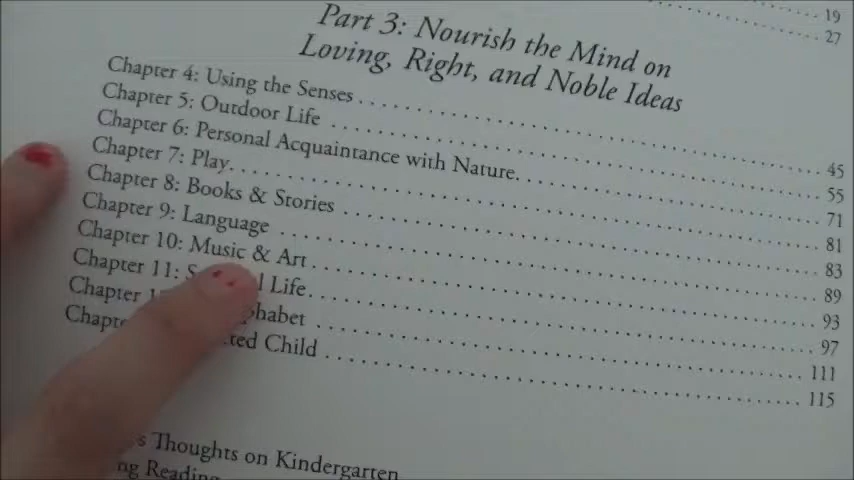 19
27
Part 3: Nourish the Mind on
Loving, Right, and Noble Ideas
Chapter 4: Using the Senses 45
Chapter 5: Outdoor Life 55
Chapter 6: Personal Acquaintance with Nature 71
Chapter 7: Play 81
Chapter 8: Books & Stories 83
Chapter 9: Language 89
Chapter 10: Music & Art 93
Chapter 11: Life 97
Chapter 111
Child 115
Thoughts on Kindergarten
Reading